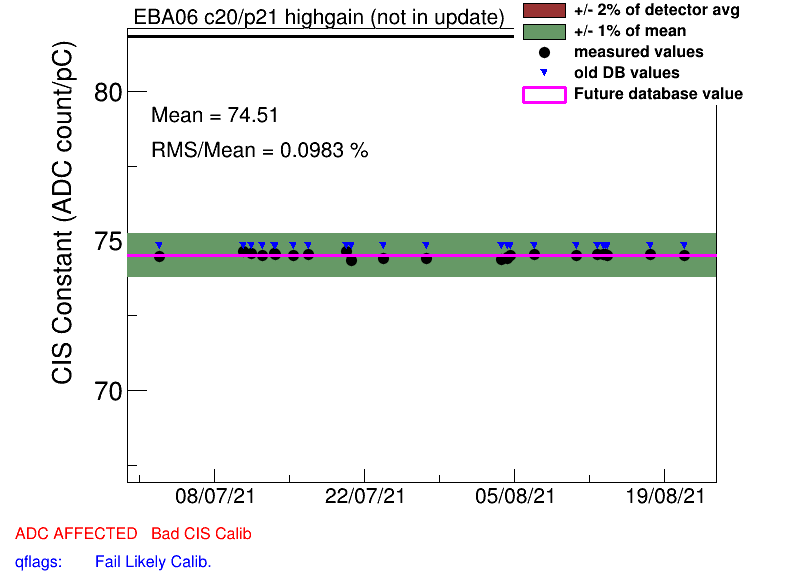 EBA06 c20/p21 highgain (not in update)
+/- 2% of detector avg
+/- 1% of mean
measured values
old DB values
Future database value
Mean = 74.51
RMS/Mean = 0.0983 %
CIS Constant (ADC count/pC)
80
75
70
08/07/21 22/07/21 05/08/21 19/08/21
ADC AFFECTED Bad CIS Calib
qflags: Fail Likely Calib.